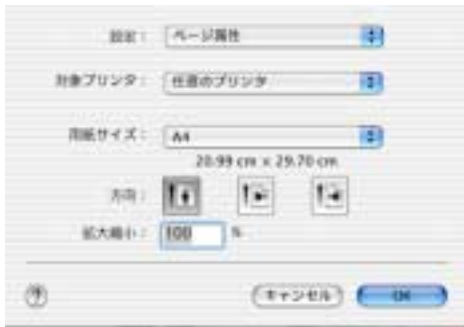 設定： ページ属性
対象プリンタ： 任意のプリンタ
用紙サイズ： A4
20.99 cm x 29.70 cm
方向：
拡大縮小： 100 %
? キャンセル OK